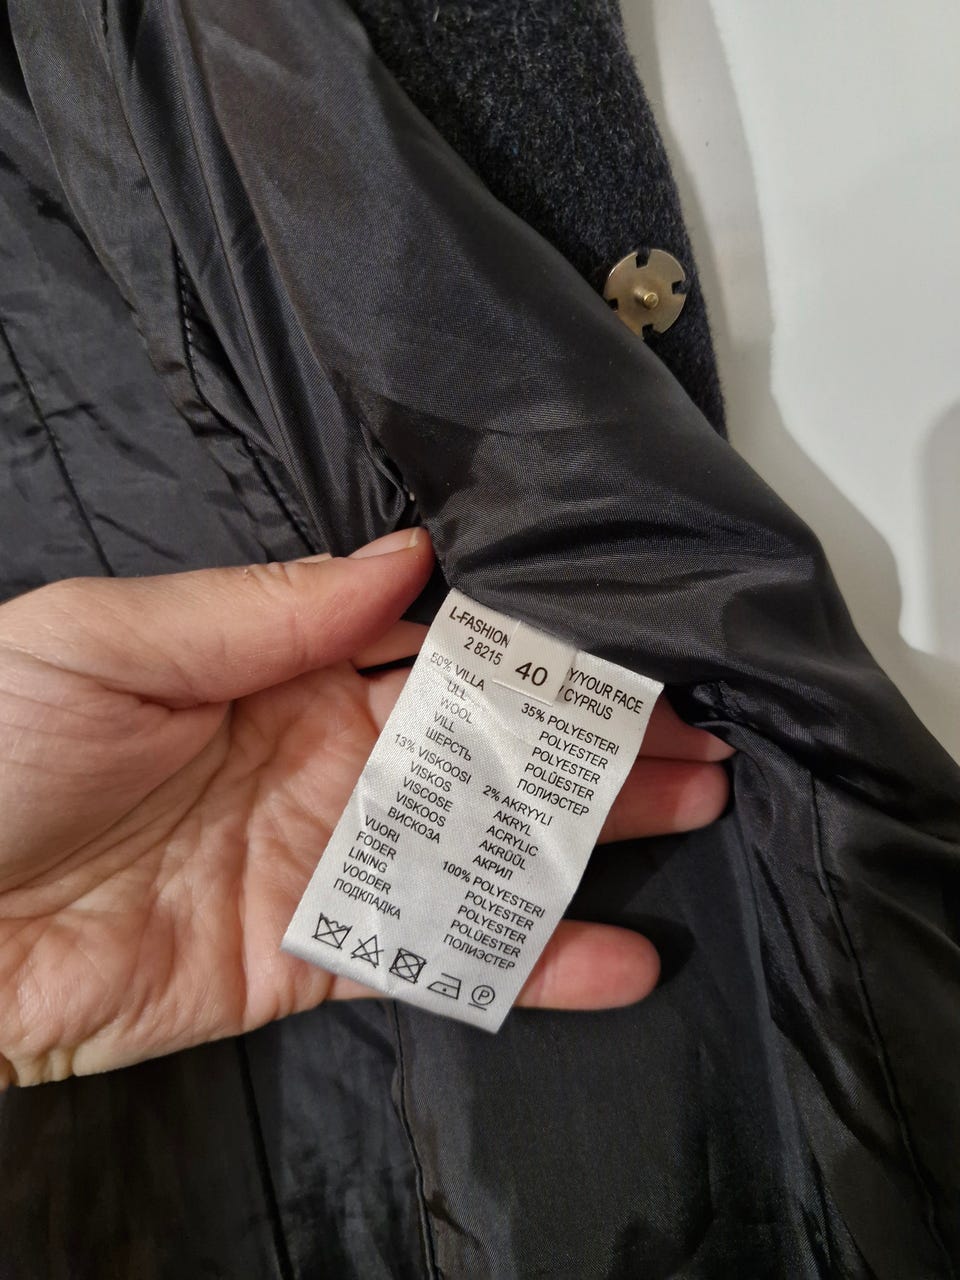 L-FASHION
2 8215
40
Y/YOUR FACE
CYPRUS
50% VILLA
ULL
WOOL
VILL
ШЕРСТЬ
35% POLYESTERI
POLYESTER
POLYESTER
POLÜESTER
ПОЛИЭСТЕР
13% VISKOOSI
VISKOS
VISCOSE
VISKOOS
ВИСКОЗА
2% AKRYYLI
AKRYL
ACRYLIC
AKRÜÜL
АКРИЛ
VUORI
FODER
LINING
VOODER
ПОДКЛАДКА
100% POLYESTERI
POLYESTER
POLYESTER
POLÜESTER
ПОЛИЭСТЕР
P